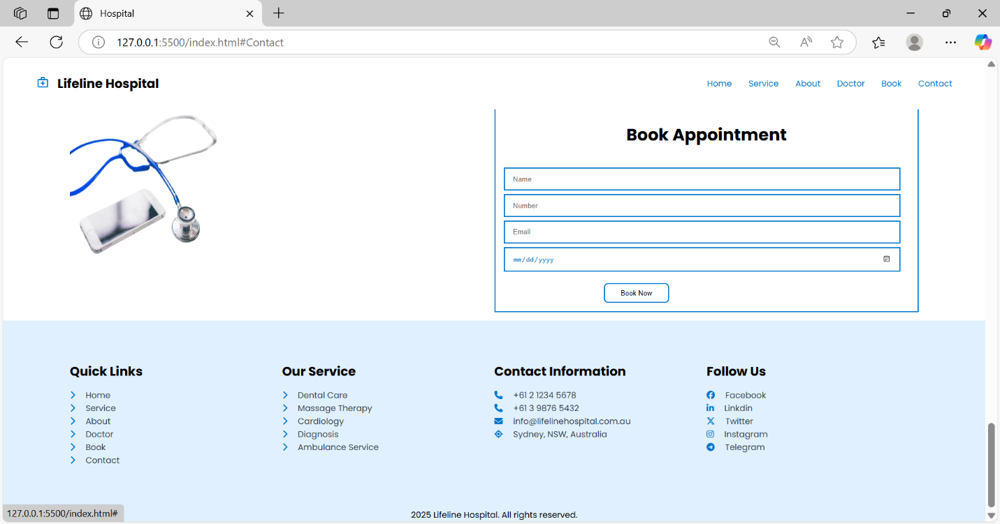 Hospital
127.0.0.1:5500/index.html#Contact
Lifeline Hospital
Home Service About Doctor Book Contact
Book Appointment
Name
Number
Email
mm/dd/yyyy
Book Now
Quick Links
Home
Service
About
Doctor
Book
Contact
Our Service
Dental Care
Massage Therapy
Cardiology
Diagnosis
Ambulance Service
Contact Information
+61 2 1234 5678
+61 3 9876 5432
info@lifelinehospital.com.au
Sydney, NSW, Australia
Follow Us
Facebook
Linkdin
Twitter
Instagram
Telegram
127.0.0.1:5500/index.html#
2025 Lifeline Hospital. All rights reserved.